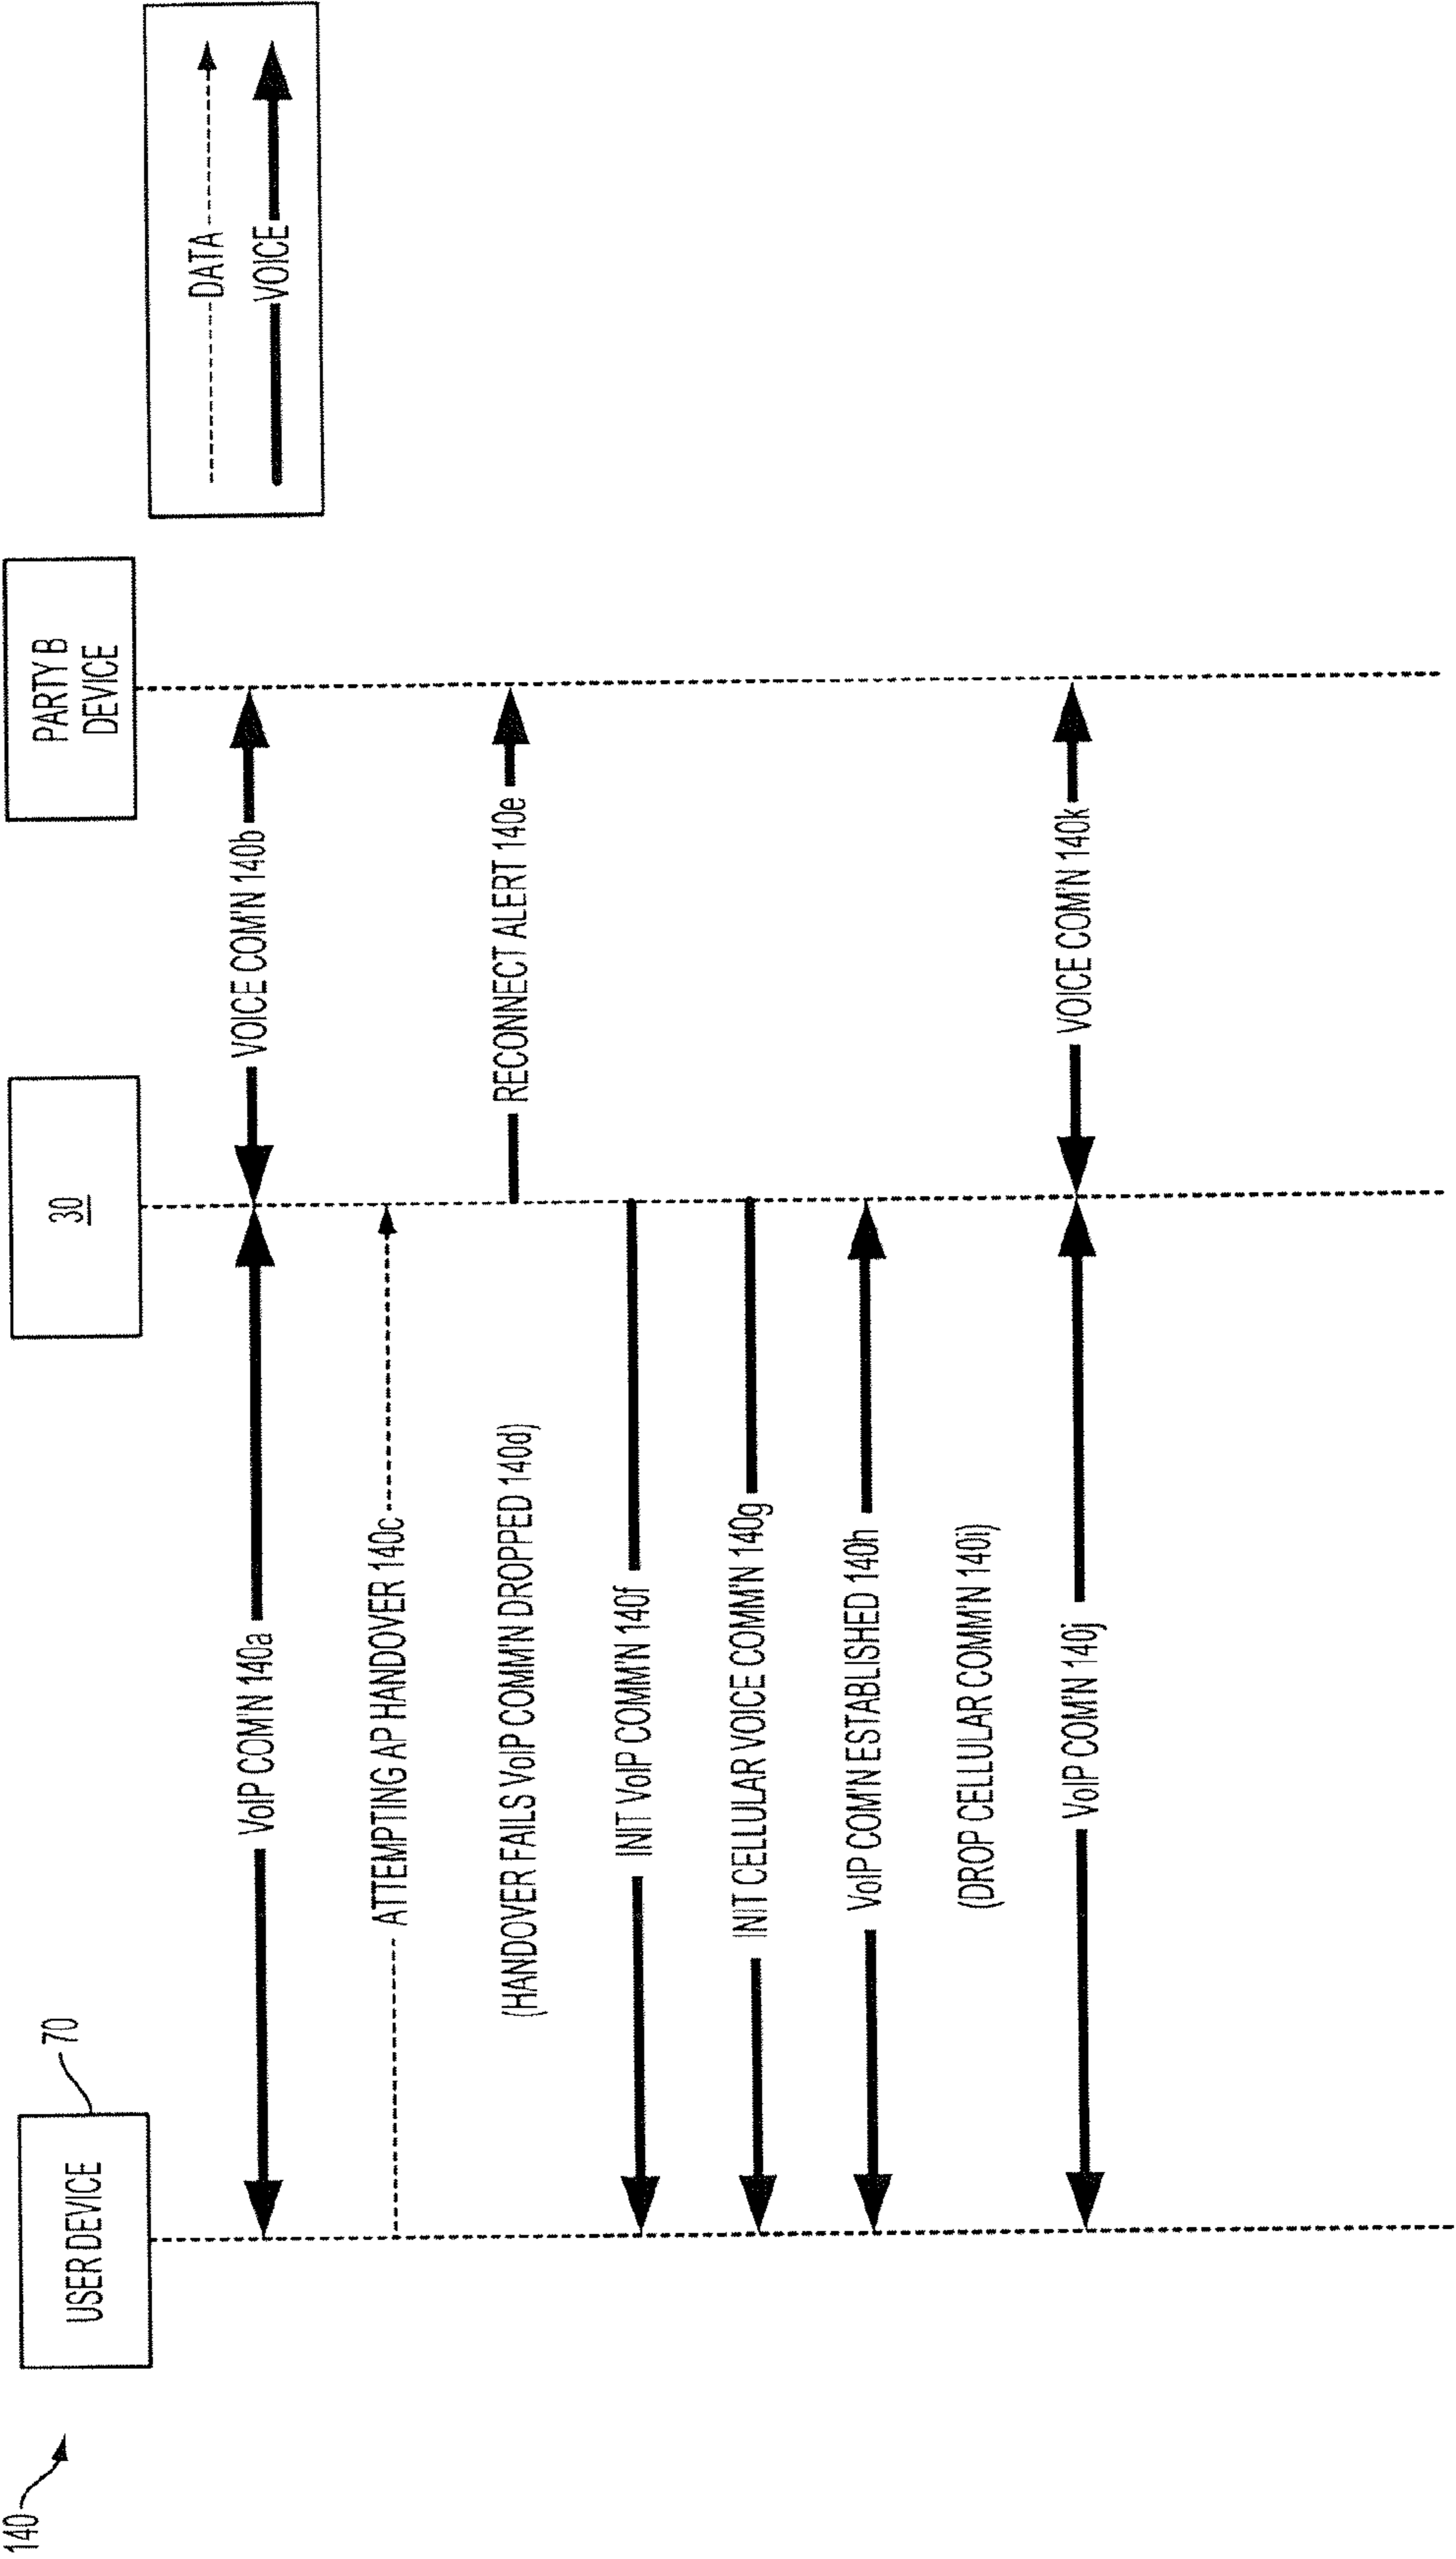 140
USER DEVICE
70
30
PARTY B
DEVICE
DATA
VOICE
VoIP COM'N 140a
VOICE COM'N 140b
ATTEMPTING AP HANDOVER 140c
(HANDOVER FAILS VoIP COMM'N DROPPED 140d)
RECONNECT ALERT 140e
INIT VoIP COMM'N 140f
INIT CELLULAR VOICE COMM'N 140g
VoIP COM'N ESTABLISHED 140h
(DROP CELLULAR COMM'N 140i)
VoIP COM'N 140j
VOICE COM'N 140k